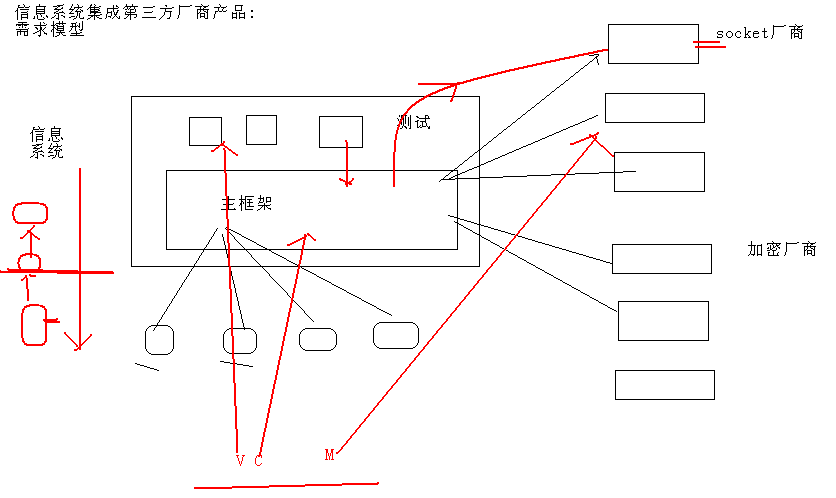 信息系统集成第三方厂商产品:
需求模型
socket厂商
测试
信息
系统
主框架
加密厂商
V C
M